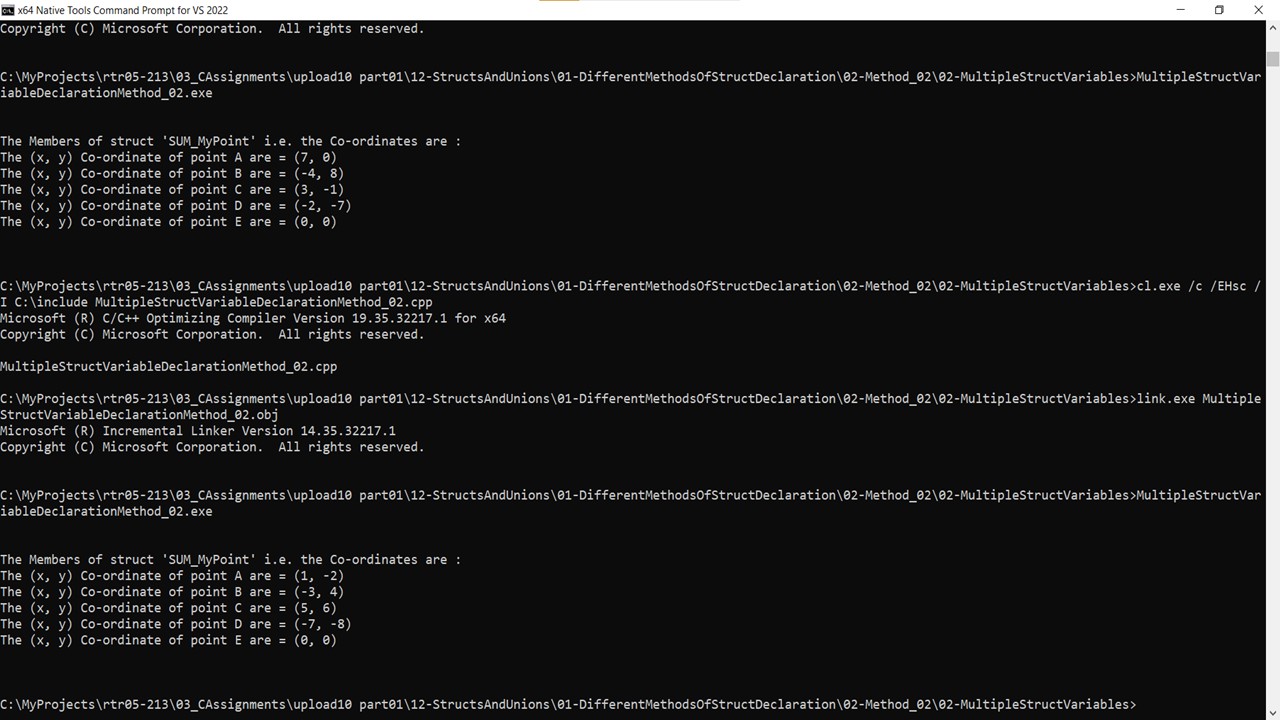 x64 Native Tools Command Prompt for VS 2022
Copyright (C) Microsoft Corporation.  All rights reserved.
C:\MyProjects\rtr05-213\03_CAssignments\upload10 part01\12-StructsAndUnions\01-DifferentMethodsOfStructDeclaration\02-Method_02\02-MultipleStructVariables>MultipleStructVar
iableDeclarationMethod_02.exe
The Members of struct 'SUM_MyPoint' i.e. the Co-ordinates are :
The (x, y) Co-ordinate of point A are = (7, 0)
The (x, y) Co-ordinate of point B are = (-4, 8)
The (x, y) Co-ordinate of point C are = (3, -1)
The (x, y) Co-ordinate of point D are = (-2, -7)
The (x, y) Co-ordinate of point E are = (0, 0)
C:\MyProjects\rtr05-213\03_CAssignments\upload10 part01\12-StructsAndUnions\01-DifferentMethodsOfStructDeclaration\02-Method_02\02-MultipleStructVariables>cl.exe /c /EHsc /
I C:\include MultipleStructVariableDeclarationMethod_02.cpp
Microsoft (R) C/C++ Optimizing Compiler Version 19.35.32217.1 for x64
Copyright (C) Microsoft Corporation.  All rights reserved.
MultipleStructVariableDeclarationMethod_02.cpp
C:\MyProjects\rtr05-213\03_CAssignments\upload10 part01\12-StructsAndUnions\01-DifferentMethodsOfStructDeclaration\02-Method_02\02-MultipleStructVariables>link.exe Multiple
StructVariableDeclarationMethod_02.obj
Microsoft (R) Incremental Linker Version 14.35.32217.1
Copyright (C) Microsoft Corporation.  All rights reserved.
C:\MyProjects\rtr05-213\03_CAssignments\upload10 part01\12-StructsAndUnions\01-DifferentMethodsOfStructDeclaration\02-Method_02\02-MultipleStructVariables>MultipleStructVar
iableDeclarationMethod_02.exe
The Members of struct 'SUM_MyPoint' i.e. the Co-ordinates are :
The (x, y) Co-ordinate of point A are = (1, -2)
The (x, y) Co-ordinate of point B are = (-3, 4)
The (x, y) Co-ordinate of point C are = (5, 6)
The (x, y) Co-ordinate of point D are = (-7, -8)
The (x, y) Co-ordinate of point E are = (0, 0)
C:\MyProjects\rtr05-213\03_CAssignments\upload10 part01\12-StructsAndUnions\01-DifferentMethodsOfStructDeclaration\02-Method_02\02-MultipleStructVariables>